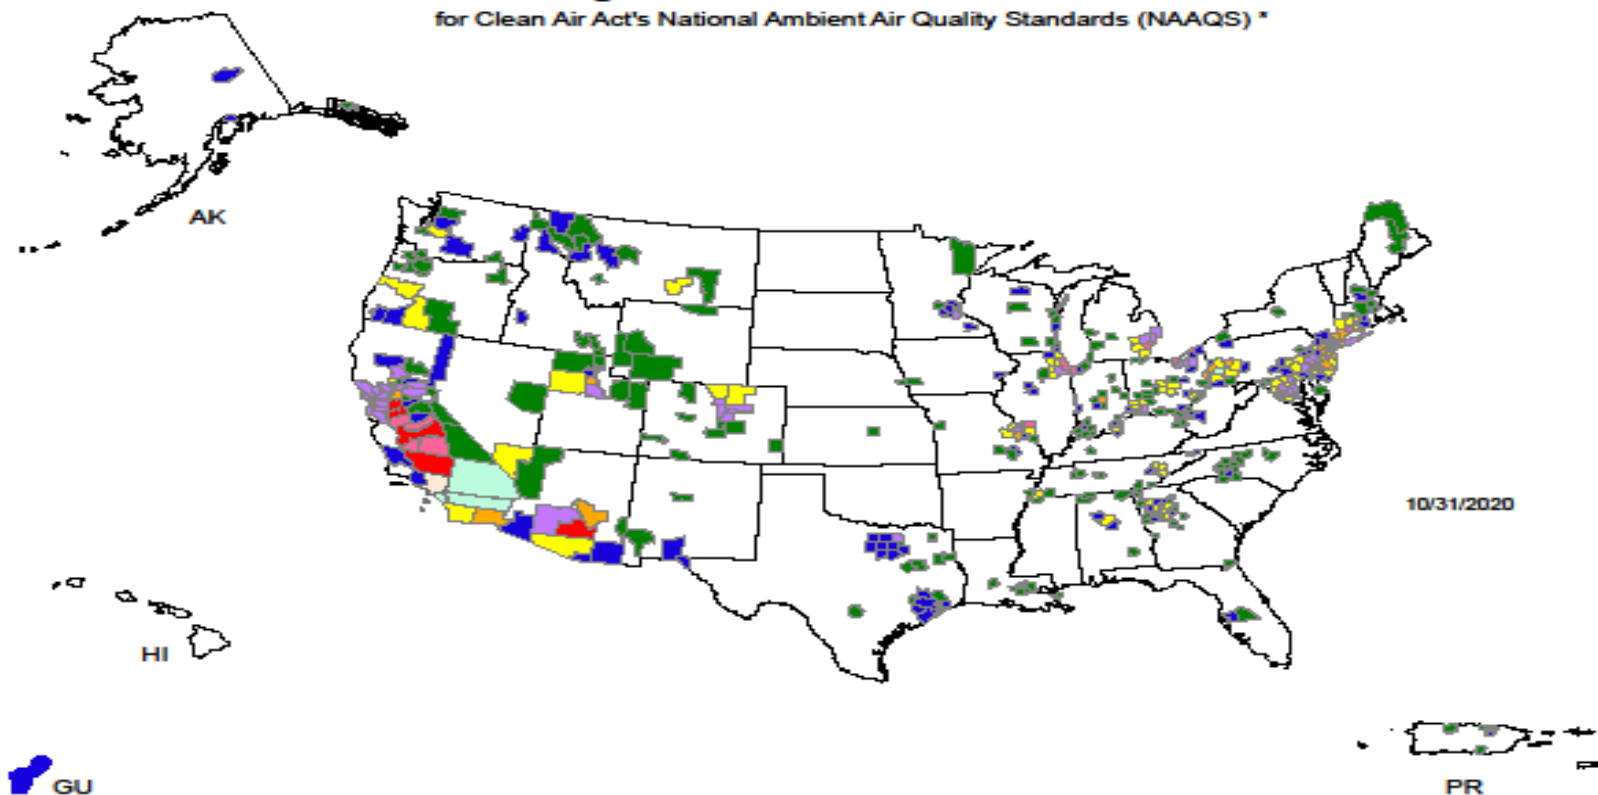 for Clean Air Act's National Ambient Air Quality Standards (NAAQS) *
AK
10/31/2020
HI
GU
PR